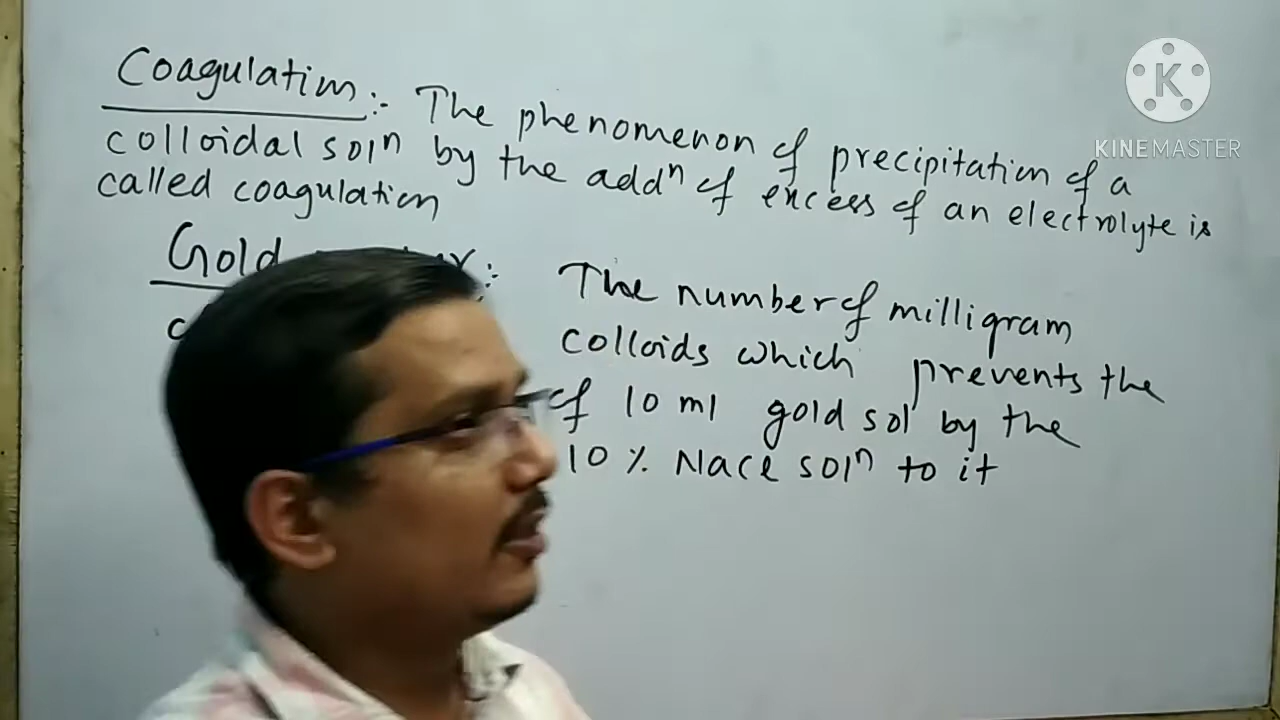 Coagulation :- The phenomenon of precipitation of a
colloidal solⁿ by the addⁿ of excess of an electrolyte is
called coagulation
Gold :- The number of milligram
colloids which prevents the
of 10 ml gold sol by the
10 % Nacl solⁿ to it
K
KINEMASTER